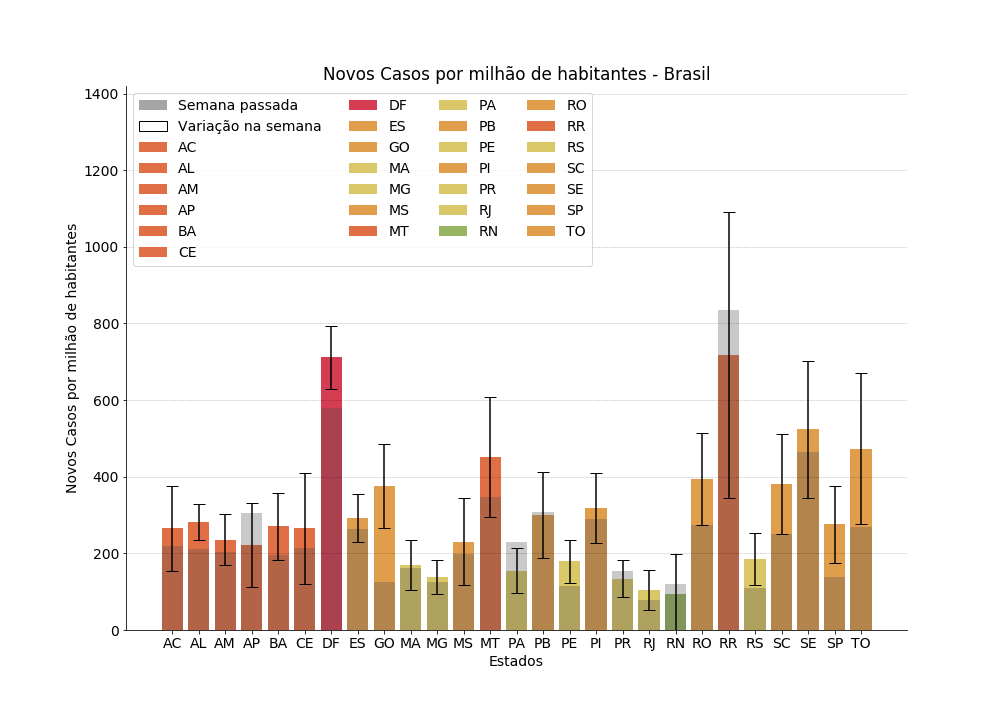 Novos Casos por milhão de habitantes - Brasil
Novos Casos por milhão de habitantes
1400
1200
1000
800
600
400
200
0
Semana passada
Variação na semana
AC
AL
AM
AP
BA
CE
DF
ES
GO
MA
MG
MS
MT
PA
PB
PE
PI
PR
RJ
RN
RO
RR
RS
SC
SE
SP
TO
AC AL AM AP BA CE DF ES GO MA MG MS MT PA PB PE PI PR RJ RN RO RR RS SC SE SP TO
Estados